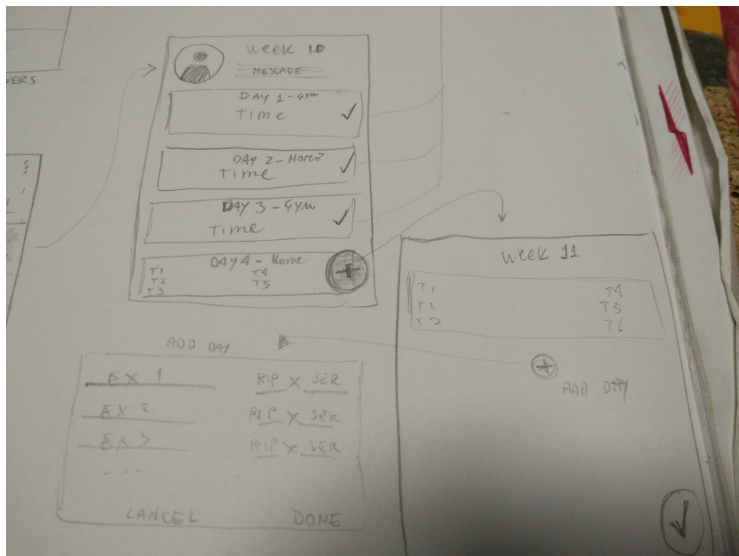 VERS
Week 10
MESSAGE
DAY 1 - Gym
Time
DAY 2 - Home
Time
DAY 3 - Gym
Time
DAY 4 - Home
T1 T4
T2 T5
T3
Week 11
T1 T4
T2 T5
T3 T6
ADD DAY
ADD DAY
EX 1 RIP X SER
EX 2 RIP X SER
EX 3 RIP X SER
....
CANCEL DONE